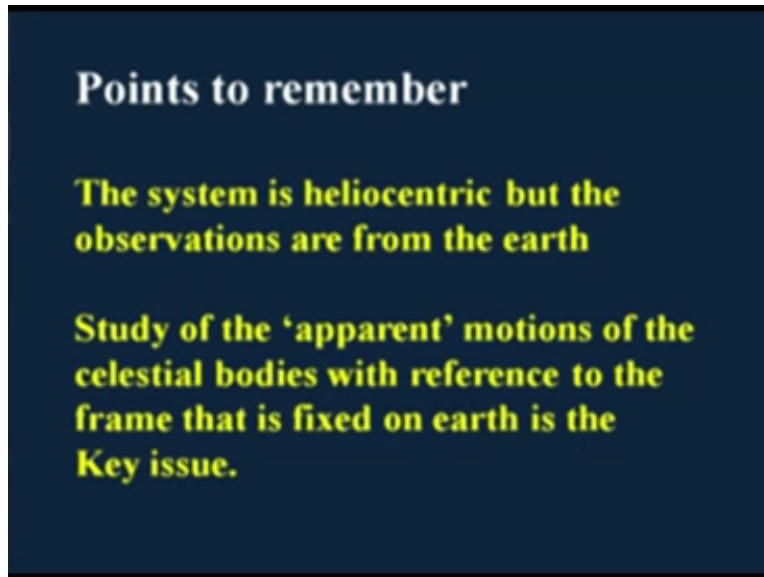 Points to remember
The system is heliocentric but the
observations are from the earth
Study of the ‘apparent’ motions of the
celestial bodies with reference to the
frame that is fixed on earth is the
Key issue.